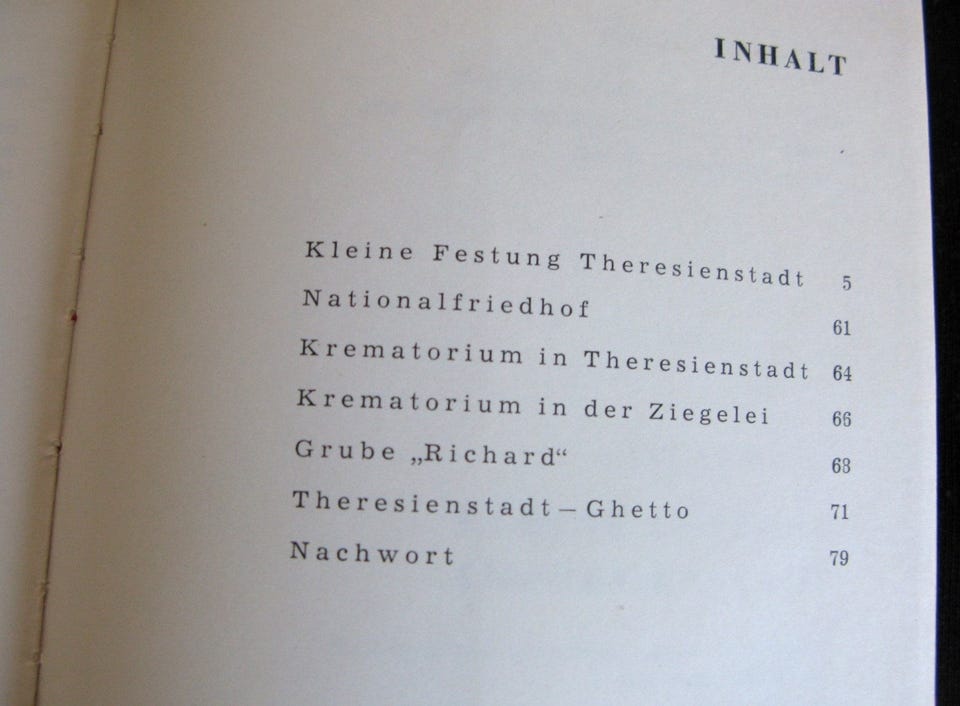 INHALT
Kleine Festung Theresienstadt 5
Nationalfriedhof 61
Krematorium in Theresienstadt 64
Krematorium in der Ziegelei 66
Grube „Richard“ 68
Theresienstadt – Ghetto 71
Nachwort 79